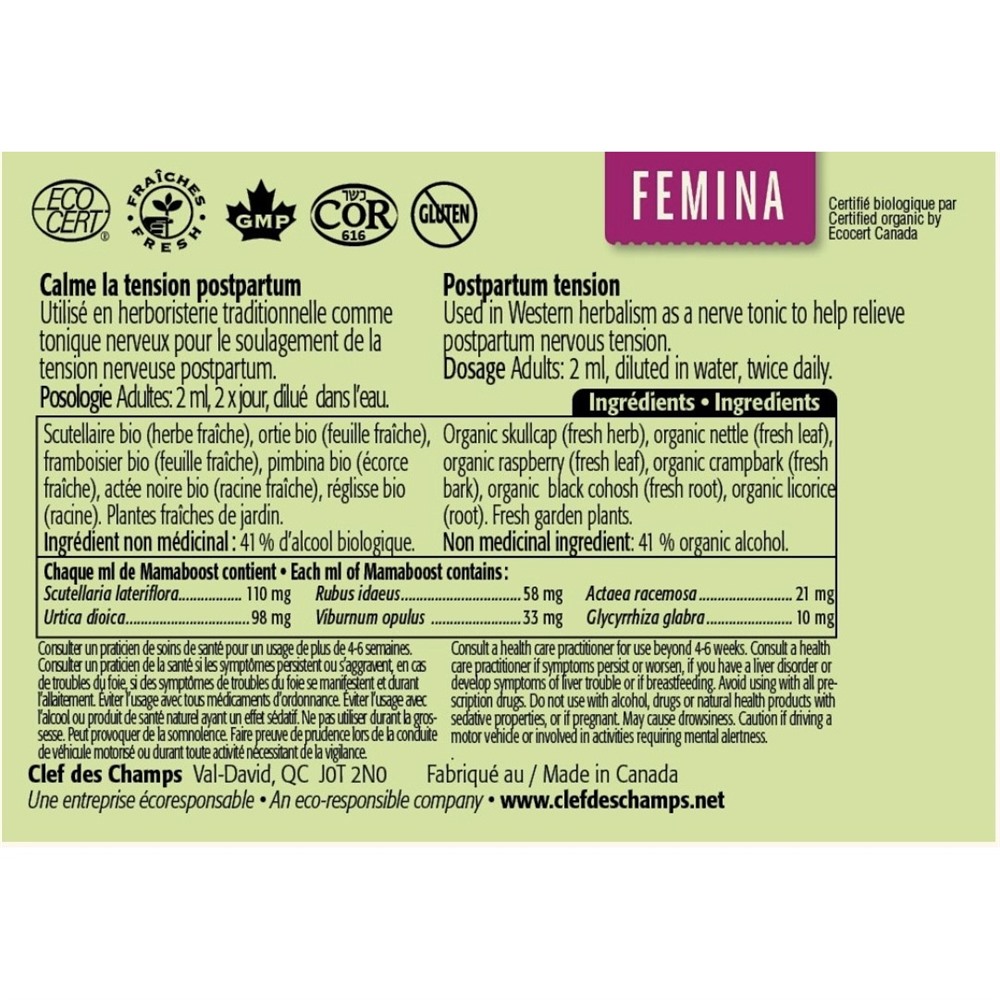 ECO
CERT
®
FRAÎCHES
FRESH
GMP
כשר
COR
616
GLUTEN
FEMINA
Certifié biologique par
Certified organic by
Ecocert Canada
Calme la tension postpartum
Utilisé en herboristerie traditionnelle comme
tonique nerveux pour le soulagement de la
tension nerveuse postpartum.
Posologie Adultes: 2 ml, 2 x jour, dîlué dans l'eau.
Postpartum tension
Used in Western herbalism as a nerve tonic to help relieve
postpartum nervous tension.
Dosage Adults: 2 ml, diluted in water, twice daily.
Ingrédients • Ingredients
Scutellaire bio (herbe fraîche), ortie bio (feuille fraîche),
framboisier bio (feuille fraîche), pimbina bio (écorce
fraîche), actée noire bio (racine fraîche), réglisse bio
(racine). Plantes fraîches de jardin.
Ingrédient non médicinal : 41 % d'alcool biologique.
Organic skullcap (fresh herb), organic nettle (fresh leaf),
organic raspberry (fresh leaf), organic crampbark (fresh
bark), organic black cohosh (fresh root), organic licorice
(root). Fresh garden plants.
Non medicinal ingredient: 41 % organic alcohol.
Chaque ml de Mamaboost contient • Each ml of Mamaboost contains :
Scutellaria lateriflora................. 110 mg Rubus idaeus............................ 58 mg Actaea racemosa..................... 21 mg
Urtica dioica............................. 98 mg Viburnum opulus ..................... 33 mg Glycyrrhiza glabra.................... 10 mg
Consulter un praticien de soins de santé pour un usage de plus de 4-6 semaines.
Consulter un praticien de la santé si les symptômes persistent ou s'aggravent, en cas
de troubles du foie, si des symptômes de troubles du foie se manifestent et durant
l'allaitement. Éviter l'usage avec tous médicaments d'ordonnance. Éviter l'usage avec
l'alcool ou produit de santé naturel ayant un effet sédatif. Ne pas utiliser durant la gros-
sesse. Peut provoquer de la somnolence. Faire preuve de prudence lors de la conduite
de véhicule motorisé ou durant toute activité nécessitant de la vigilance.
Consult a health care practitioner for use beyond 4-6 weeks. Consult a health
care practitioner if symptoms persist or worsen, if you have a liver disorder or
develop symptoms of liver trouble or if breastfeeding. Avoid using with all pre-
scription drugs. Do not use with alcohol, drugs or natural health products with
sedative properties, or if pregnant. May cause drowsiness. Caution if driving a
motor vehicle or involved in activities requiring mental alertness.
Clef des Champs Val-David, QC J0T 2N0 Fabriqué au / Made in Canada
Une entreprise écoresponsable • An eco-responsible company • www.clefdeschamps.net